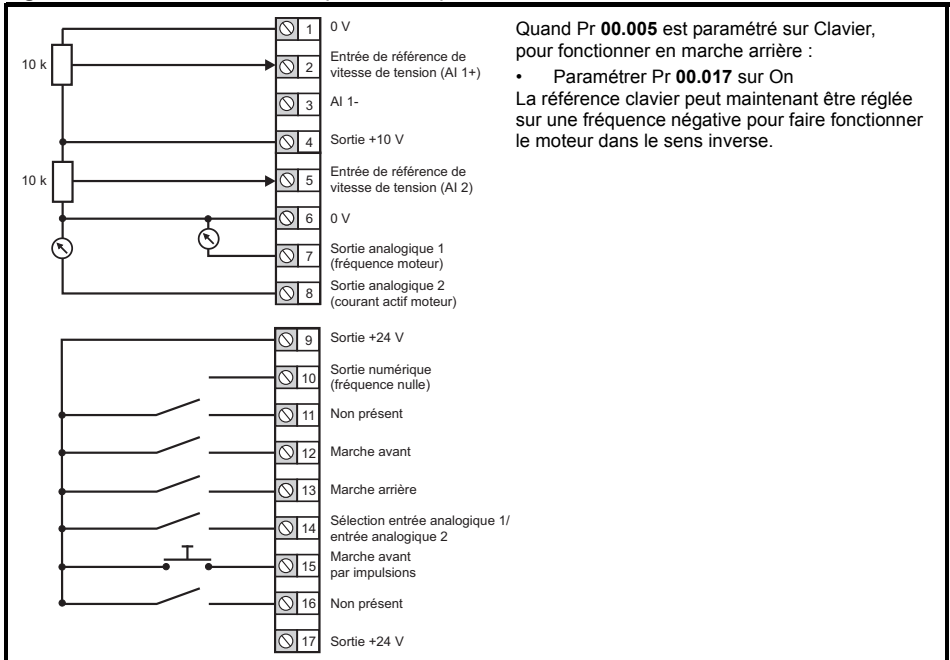 1 0 V
10 k
2 Entrée de référence de
vitesse de tension (AI 1+)
3 AI 1-
4 Sortie +10 V
10 k
5 Entrée de référence de
vitesse de tension (AI 2)
6 0 V
7 Sortie analogique 1
(fréquence moteur)
8 Sortie analogique 2
(courant actif moteur)
9 Sortie +24 V
10 Sortie numérique
(fréquence nulle)
11 Non présent
12 Marche avant
13 Marche arrière
14 Sélection entrée analogique 1/
entrée analogique 2
15 Marche avant
par impulsions
16 Non présent
17 Sortie +24 V
Quand Pr 00.005 est paramétré sur Clavier,
pour fonctionner en marche arrière :
• Paramétrer Pr 00.017 sur On
La référence clavier peut maintenant être réglée
sur une fréquence négative pour faire fonctionner
le moteur dans le sens inverse.